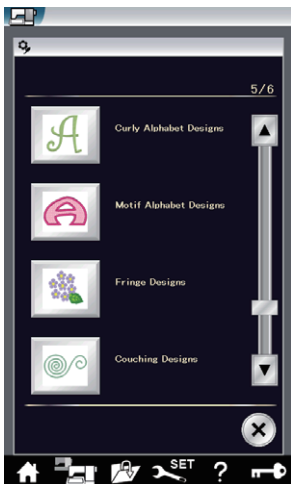 5/6
Curly Alphabet Designs
Motif Alphabet Designs
Fringe Designs
Couching Designs
SET
?